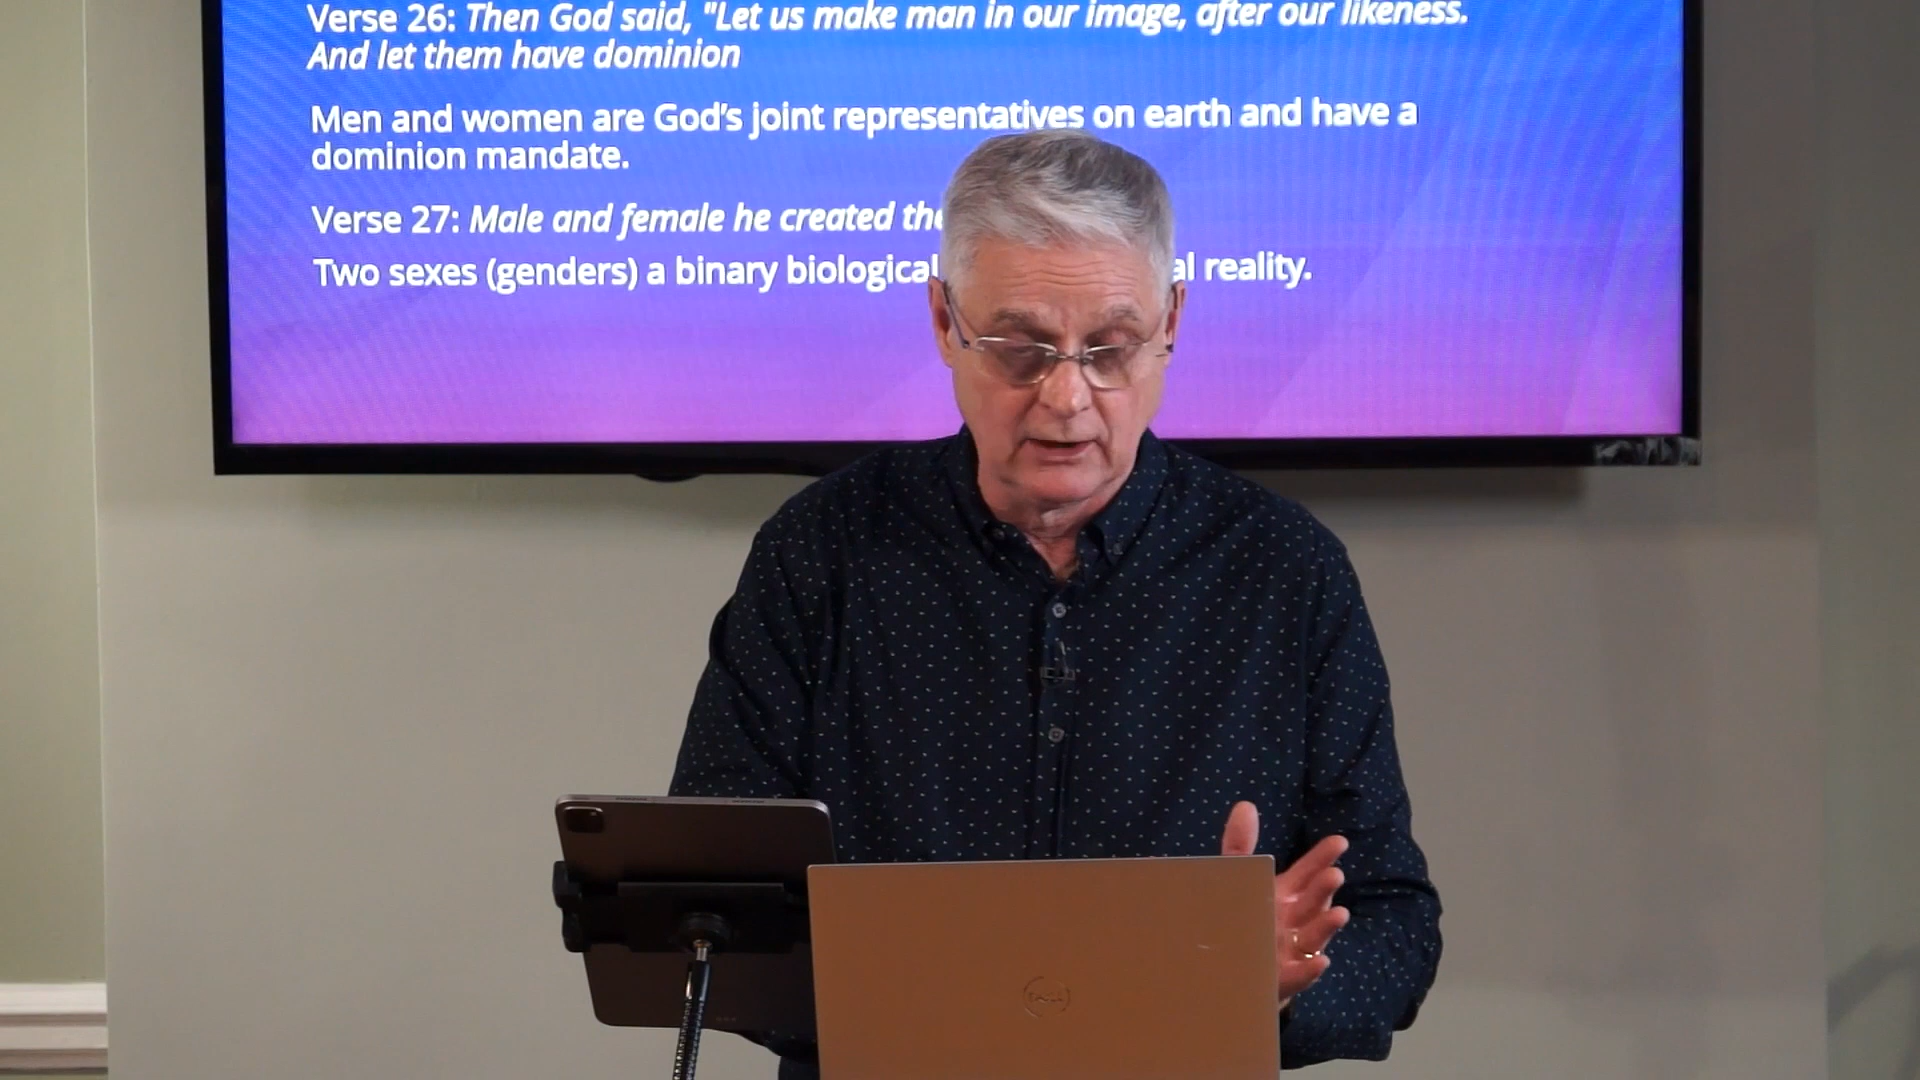 Verse 26: Then God said, "Let us make man in our image, after our likeness.
And let them have dominion
Men and women are God's joint representatives on earth and have a
dominion mandate.
Verse 27: Male and female he created
Two sexes (genders) a binary biological reality.
DELL